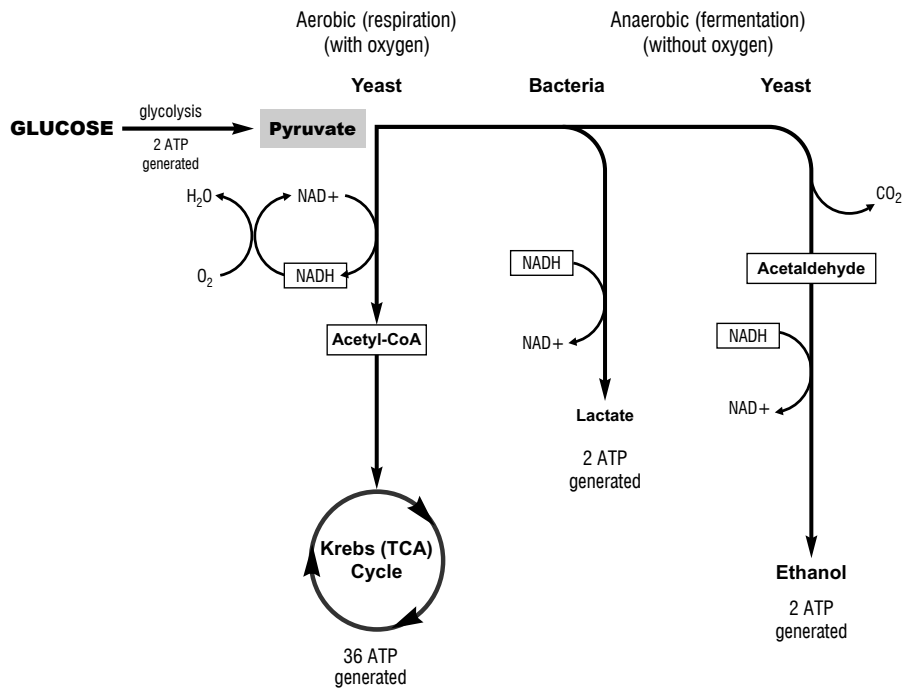 Aerobic (respiration)
(with oxygen)
Anaerobic (fermentation)
(without oxygen)
Yeast
Bacteria
Yeast
GLUCOSE
glycolysis
2 ATP
generated
Pyruvate
H₂O
NAD+
O₂
NADH
CO₂
NADH
NAD+
Acetaldehyde
NADH
NAD+
Acetyl-CoA
Lactate
2 ATP
generated
Krebs (TCA)
Cycle
36 ATP
generated
Ethanol
2 ATP
generated